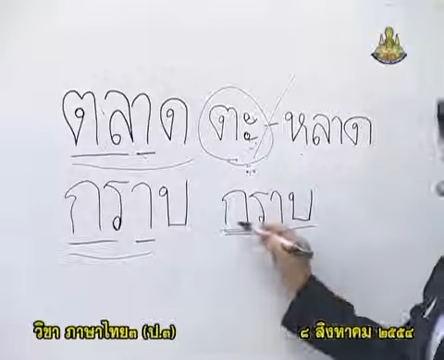 ตลาด ตะ-หลาด
กราบ กราบ
วิชา ภาษาไทย๓ (ป.๓) ๘ สิงหาคม ๒๕๕๔